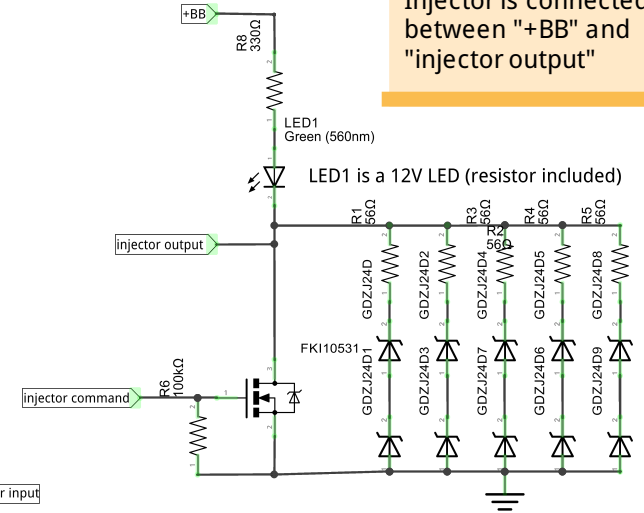 +BB
R8
330Ω
Injector is connected
between "+BB" and
"injector output"
LED1
Green (560nm)
LED1 is a 12V LED (resistor included)
R1
56Ω
R2
56Ω
R3
56Ω
R4
56Ω
R5
56Ω
injector output
GDZJ24D
GDZJ24D2
GDZJ24D4
GDZJ24D5
GDZJ24D8
FKI10531
GDZJ24D1
GDZJ24D3
GDZJ24D7
GDZJ24D6
GDZJ24D9
R6
100kΩ
injector command
r input